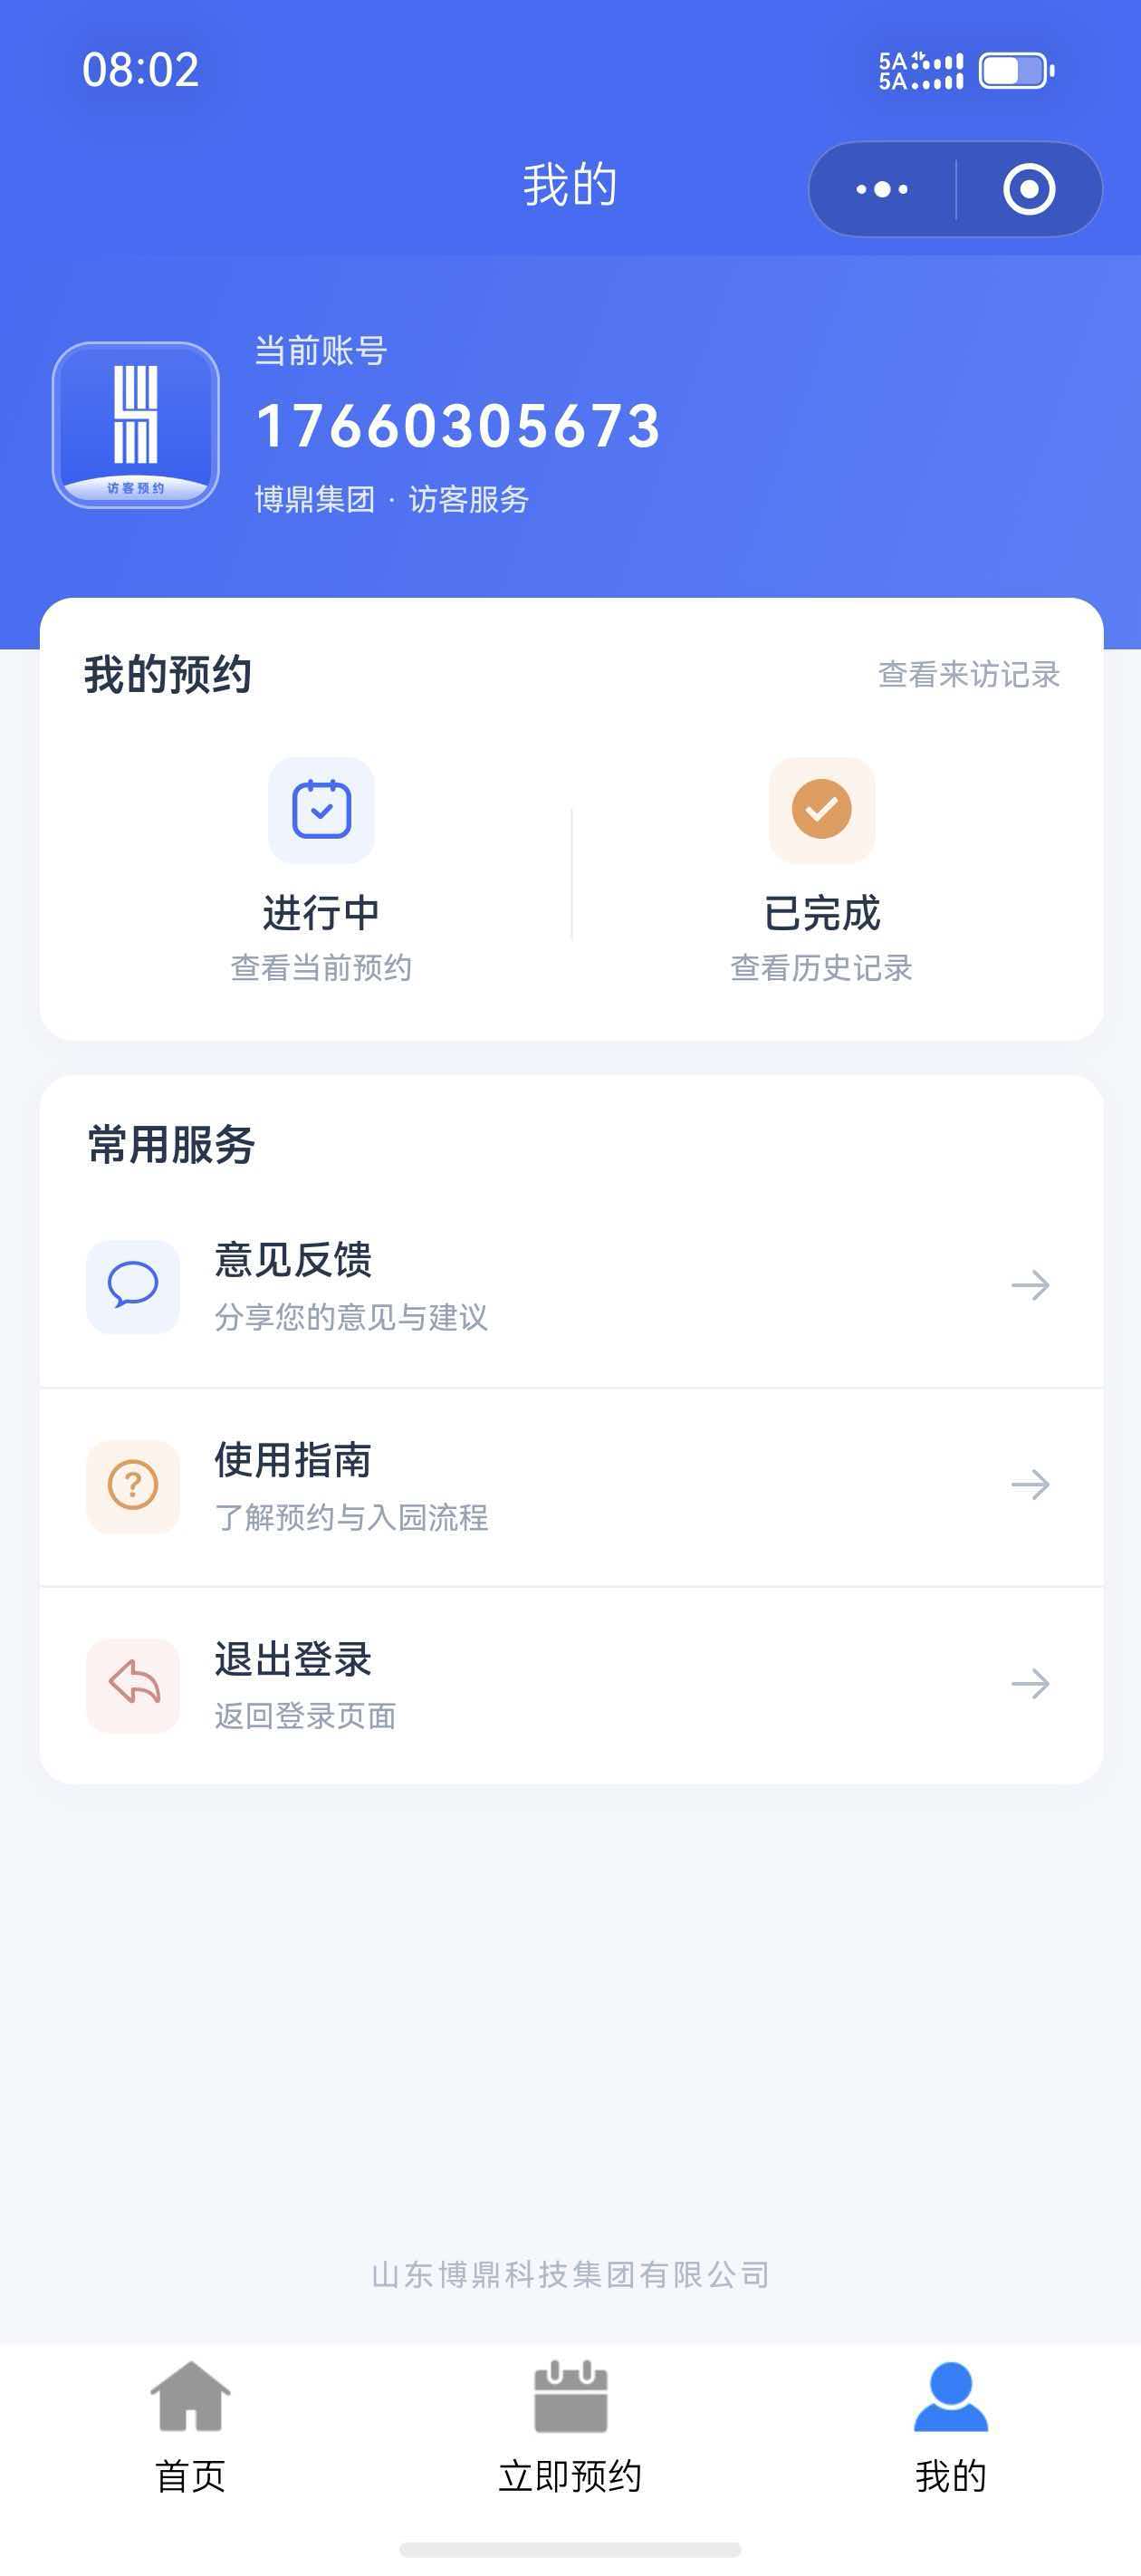 08:02
5A
5A
我的
当前账号
17660305673
博鼎集团 · 访客服务
访客预约
我的预约
查看来访记录
进行中
已完成
查看当前预约
查看历史记录
常用服务
意见反馈
分享您的意见与建议
使用指南
了解预约与入园流程
退出登录
返回登录页面
山东博鼎科技集团有限公司
首页
立即预约
我的